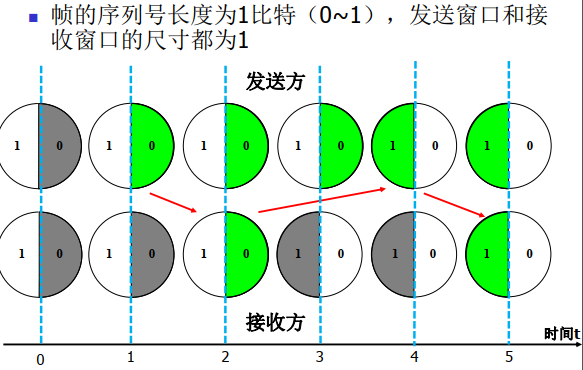 帧的序列号长度为1比特（0~1），发送窗口和接
收窗口的尺寸都为1
发送方
1 0 1 0 1 0 1 0 1 0 1 0
1 0 1 0 1 0 1 0 1 0 1 0
接收方
时间t
0 1 2 3 4 5